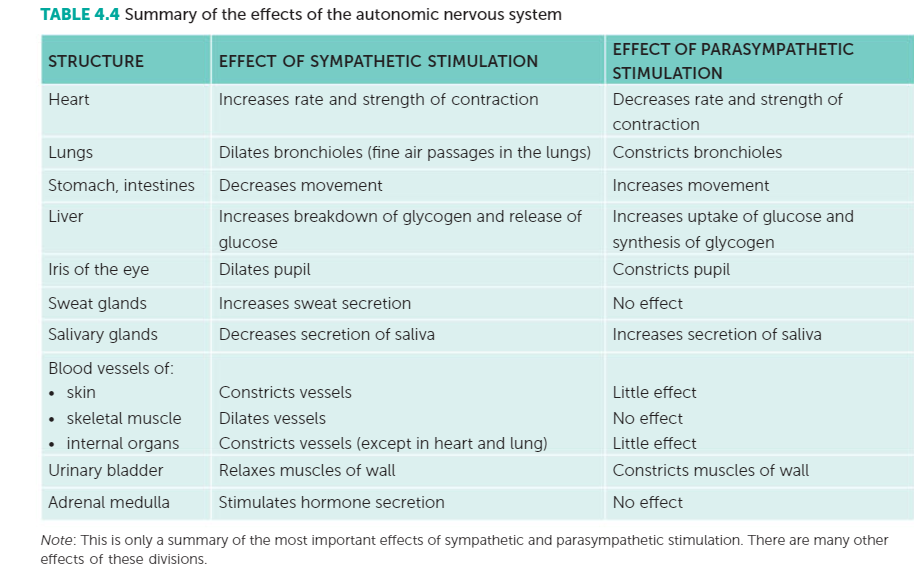 TABLE 4.4 Summary of the effects of the autonomic nervous system
STRUCTURE EFFECT OF SYMPATHETIC STIMULATION EFFECT OF PARASYMPATHETIC
STIMULATION
Heart Increases rate and strength of contraction Decreases rate and strength of
contraction
Lungs Dilates bronchioles (fine air passages in the lungs) Constricts bronchioles
Stomach, intestines Decreases movement Increases movement
Liver Increases breakdown of glycogen and release of Increases uptake of glucose and
glucose synthesis of glycogen
Iris of the eye Dilates pupil Constricts pupil
Sweat glands Increases sweat secretion No effect
Salivary glands Decreases secretion of saliva Increases secretion of saliva
Blood vessels of:
• skin Constricts vessels Little effect
• skeletal muscle Dilates vessels No effect
• internal organs Constricts vessels (except in heart and lung) Little effect
Urinary bladder Relaxes muscles of wall Constricts muscles of wall
Adrenal medulla Stimulates hormone secretion No effect
Note: This is only a summary of the most important effects of sympathetic and parasympathetic stimulation. There are many other
effects of these divisions.